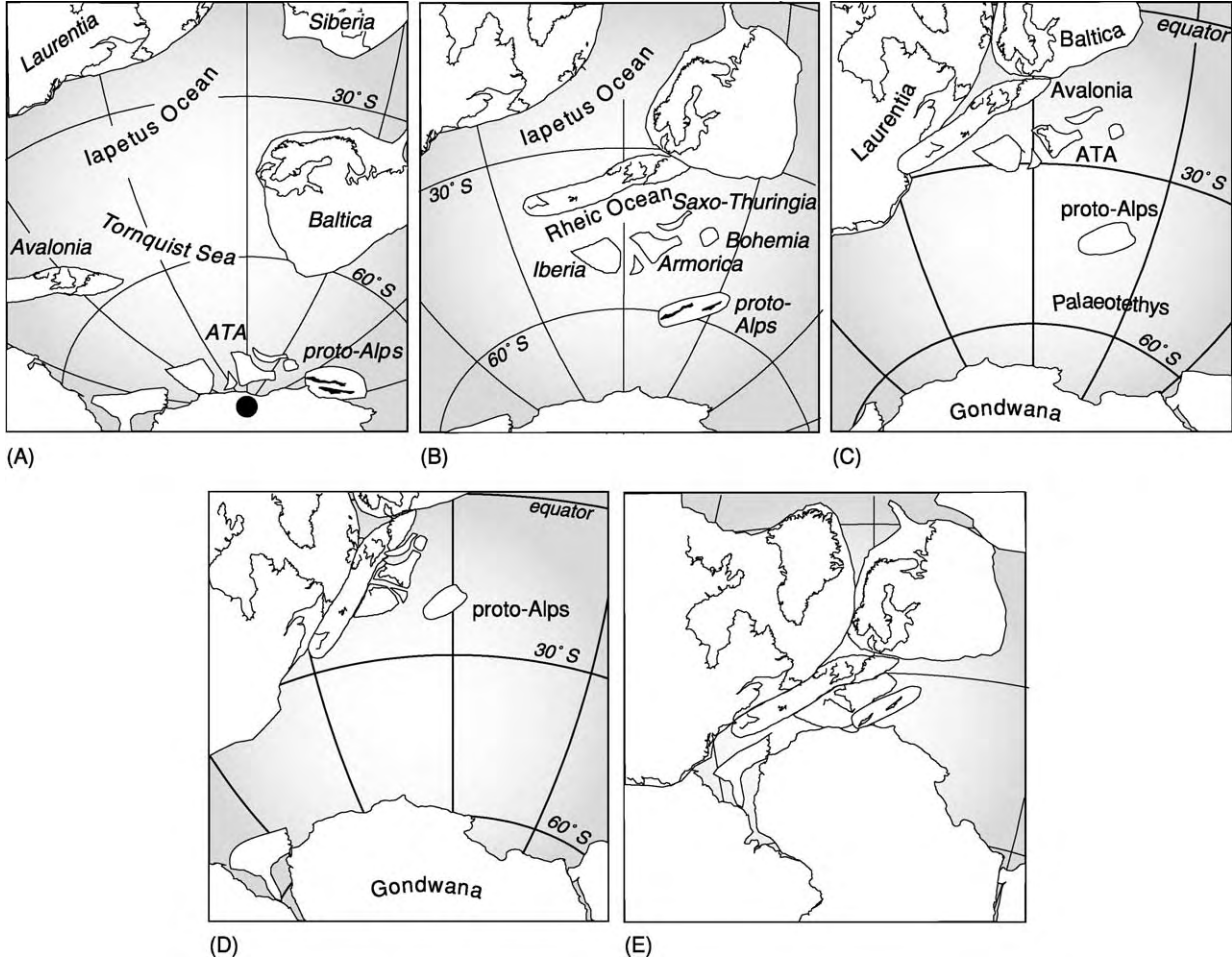 Laurentia
Siberia
Iapetus Ocean
30° S
Baltica
Tornquist Sea
Avalonia
60° S
ATA
proto-Alps
(A)
Iapetus Ocean
30° S
Rheic Ocean
Saxo-Thuringia
Iberia
Bohemia
Armorica
proto-
Alps
60° S
(B)
Baltica
equator
Laurentia
Avalonia
ATA
30° S
proto-Alps
Palaeotethys
60° S
Gondwana
(C)
equator
proto-Alps
30° S
60° S
Gondwana
(D)
(E)